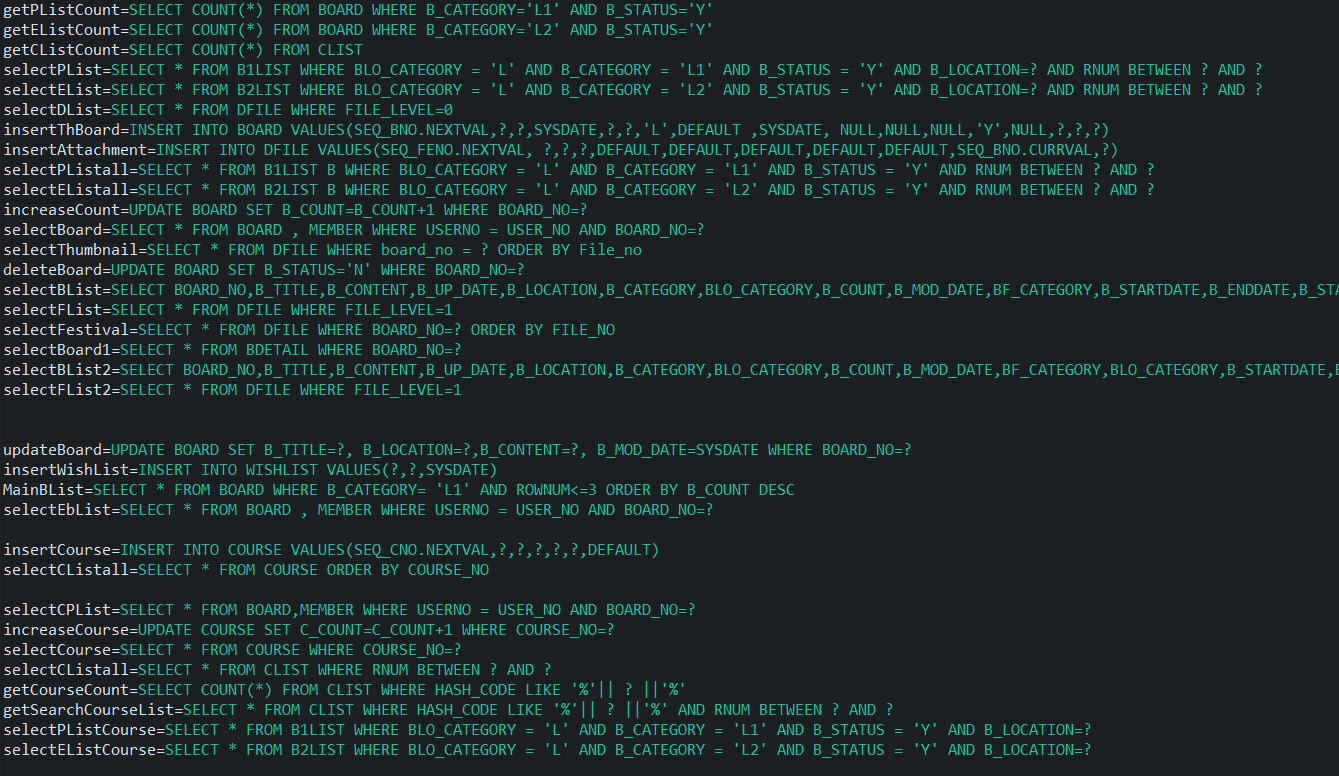 getPListCount=SELECT COUNT(*) FROM BOARD WHERE B_CATEGORY='L1' AND B_STATUS='Y'
getEListCount=SELECT COUNT(*) FROM BOARD WHERE B_CATEGORY='L2' AND B_STATUS='Y'
getCListCount=SELECT COUNT(*) FROM CLIST
selectPList=SELECT * FROM B1LIST WHERE BLO_CATEGORY = 'L' AND B_CATEGORY = 'L1' AND B_STATUS = 'Y' AND B_LOCATION=? AND RNUM BETWEEN ? AND ?
selectEList=SELECT * FROM B2LIST WHERE BLO_CATEGORY = 'L' AND B_CATEGORY = 'L2' AND B_STATUS = 'Y' AND B_LOCATION=? AND RNUM BETWEEN ? AND ?
selectDList=SELECT * FROM DFILE WHERE FILE_LEVEL=0
insertThBoard=INSERT INTO BOARD VALUES(SEQ_BNO.NEXTVAL,?,?,SYSDATE,?,?,'L',DEFAULT ,SYSDATE, NULL,NULL,NULL,'Y',NULL,?,?,?)
insertAttachment=INSERT INTO DFILE VALUES(SEQ_FENO.NEXTVAL, ?,?,?,DEFAULT,DEFAULT,DEFAULT,DEFAULT,DEFAULT,SEQ_BNO.CURRVAL,?)
selectPListall=SELECT * FROM B1LIST B WHERE BLO_CATEGORY = 'L' AND B_CATEGORY = 'L1' AND B_STATUS = 'Y' AND RNUM BETWEEN ? AND ?
selectEListall=SELECT * FROM B2LIST B WHERE BLO_CATEGORY = 'L' AND B_CATEGORY = 'L2' AND B_STATUS = 'Y' AND RNUM BETWEEN ? AND ?
increaseCount=UPDATE BOARD SET B_COUNT=B_COUNT+1 WHERE BOARD_NO=?
selectBoard=SELECT * FROM BOARD , MEMBER WHERE USERNO = USER_NO AND BOARD_NO=?
selectThumbnail=SELECT * FROM DFILE WHERE board_no = ? ORDER BY File_no
deleteBoard=UPDATE BOARD SET B_STATUS='N' WHERE BOARD_NO=?
selectBList=SELECT BOARD_NO,B_TITLE,B_CONTENT,B_UP_DATE,B_LOCATION,B_CATEGORY,BLO_CATEGORY,B_COUNT,B_MOD_DATE,BF_CATEGORY,B_STARTDATE,B_ENDDATE,B_STA
selectFList=SELECT * FROM DFILE WHERE FILE_LEVEL=1
selectFestival=SELECT * FROM DFILE WHERE BOARD_NO=? ORDER BY FILE_NO
selectBoard1=SELECT * FROM BDETAIL WHERE BOARD_NO=?
selectBList2=SELECT BOARD_NO,B_TITLE,B_CONTENT,B_UP_DATE,B_LOCATION,B_CATEGORY,BLO_CATEGORY,B_COUNT,B_MOD_DATE,BF_CATEGORY,BLO_CATEGORY,B_STARTDATE,
selectFList2=SELECT * FROM DFILE WHERE FILE_LEVEL=1
updateBoard=UPDATE BOARD SET B_TITLE=?, B_LOCATION=?,B_CONTENT=?, B_MOD_DATE=SYSDATE WHERE BOARD_NO=?
insertWishList=INSERT INTO WISHLIST VALUES(?,?,SYSDATE)
MainBList=SELECT * FROM BOARD WHERE B_CATEGORY= 'L1' AND ROWNUM<=3 ORDER BY B_COUNT DESC
selectEbList=SELECT * FROM BOARD , MEMBER WHERE USERNO = USER_NO AND BOARD_NO=?
insertCourse=INSERT INTO COURSE VALUES(SEQ_CNO.NEXTVAL,?,?,?,?,?,DEFAULT)
selectCListall=SELECT * FROM COURSE ORDER BY COURSE_NO
selectCPList=SELECT * FROM BOARD,MEMBER WHERE USERNO = USER_NO AND BOARD_NO=?
increaseCourse=UPDATE COURSE SET C_COUNT=C_COUNT+1 WHERE COURSE_NO=?
selectCourse=SELECT * FROM COURSE WHERE COURSE_NO=?
selectCListall=SELECT * FROM CLIST WHERE RNUM BETWEEN ? AND ?
getCourseCount=SELECT COUNT(*) FROM CLIST WHERE HASH_CODE LIKE '%'|| ? ||'%'
getSearchCourseList=SELECT * FROM CLIST WHERE HASH_CODE LIKE '%'|| ? ||'%' AND RNUM BETWEEN ? AND ?
selectPListCourse=SELECT * FROM B1LIST WHERE BLO_CATEGORY = 'L' AND B_CATEGORY = 'L1' AND B_STATUS = 'Y' AND B_LOCATION=?
selectEListCourse=SELECT * FROM B2LIST WHERE BLO_CATEGORY = 'L' AND B_CATEGORY = 'L2' AND B_STATUS = 'Y' AND B_LOCATION=?